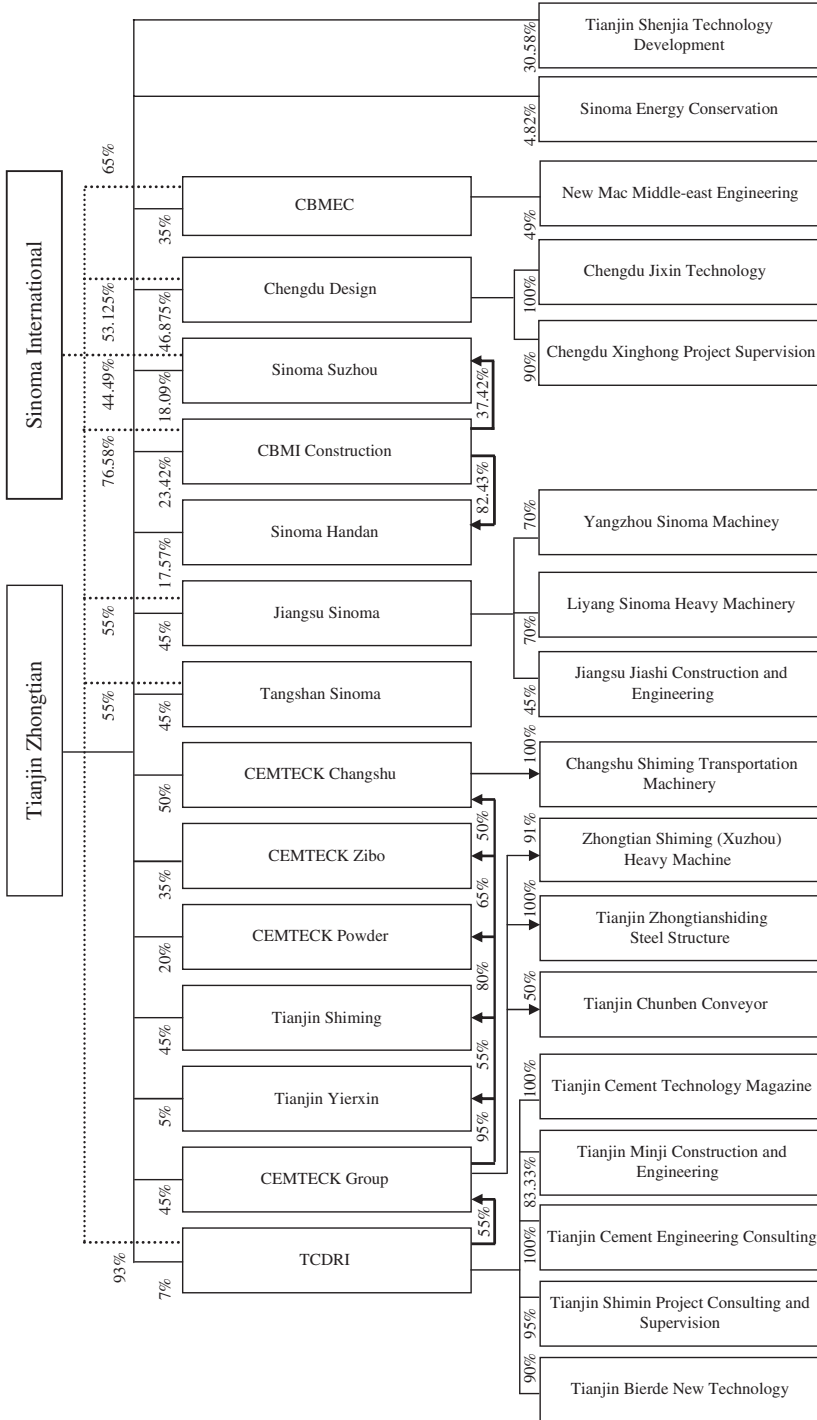 Sinoma International
Tianjin Zhongtian
65%
53.125%
44.49%
76.58%
55%
55%
93%
35%
46.875%
18.09%
23.42%
17.57%
45%
45%
50%
35%
20%
45%
5%
45%
7%
CBMEC
Chengdu Design
Sinoma Suzhou
CBMI Construction
Sinoma Handan
Jiangsu Sinoma
Tangshan Sinoma
CEMTECK Changshu
CEMTECK Zibo
CEMTECK Powder
Tianjin Shiming
Tianjin Yierxin
CEMTECK Group
TCDRI
37.42%
82.43%
50%
65%
80%
55%
95%
55%
30.58%
4.82%
49%
100%
90%
70%
70%
45%
100%
91%
100%
50%
100%
83.33%
100%
95%
90%
Tianjin Shenjia Technology
Development
Sinoma Energy Conservation
New Mac Middle-east Engineering
Chengdu Jixin Technology
Chengdu Xinghong Project Supervision
Yangzhou Sinoma Machiney
Liyang Sinoma Heavy Machinery
Jiangsu Jiashi Construction and
Engineering
Changshu Shiming Transportation
Machinery
Zhongtian Shiming (Xuzhou)
Heavy Machine
Tianjin Zhongtianshiding
Steel Structure
Tianjin Chunben Conveyor
Tianjin Cement Technology Magazine
Tianjin Minji Construction and
Engineering
Tianjin Cement Engineering Consulting
Tianjin Shimin Project Consulting and
Supervision
Tianjin Bierde New Technology